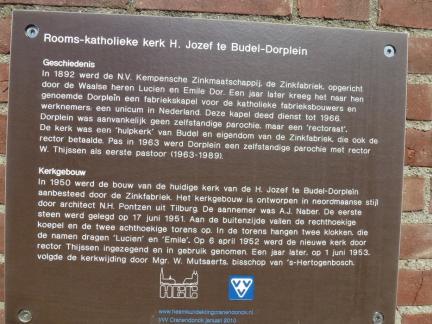 Rooms-katholieke kerk H. Jozef te Budel-Dorplein
Geschiedenis
In 1892 werd de N.V. Kempensche Zinkmaatschappij, de Zinkfabriek, opgericht
door de Waalse heren Lucien en Emile Dor. Een jaar later kreeg het naar hen
genoemde Dorplein een fabriekskapel voor de katholieke fabrieksbouwers en
werknemers, een unicum in Nederland. Deze kapel deed dienst tot 1966.
Dorplein was aanvankelijk geen zelfstandige parochie, maar een 'rectoraat'.
De kerk was een 'hulpkerk' van Budel en eigendom van de Zinkfabriek, die ook de
rector betaalde. Pas in 1963 werd Dorplein een zelfstandige parochie met rector
W. Thijssen als eerste pastoor (1963-1989).
Kerkgebouw
In 1950 werd de bouw van de huidige kerk van de H. Jozef te Budel-Dorplein
aanbesteed door de Zinkfabriek. Het kerkgebouw is ontworpen in neordmaanse stijl
door architect N.H. Pontzen uit Tilburg. De aannemer was A.J. Naber. De eerste
steen werd gelegd op 17 juni 1951. Aan de buitenzijde vallen de rechthoekige
koepel en de twee achthoekige torens op. In de torens hangen twee klokken, die
de namen dragen 'Lucien' en 'Emile'. Op 6 april 1952 werd de nieuwe kerk door
rector Thijssen ingezegend en in gebruik genomen. Een jaar later, op 1 juni 1953,
volgde de kerkwijding door Mgr. W. Mutsaerts, bisschop van 's-Hertogenbosch.
HKC
VVV
www.heemkundekringcranendonck.nl
VVV Cranendonck januari 2010